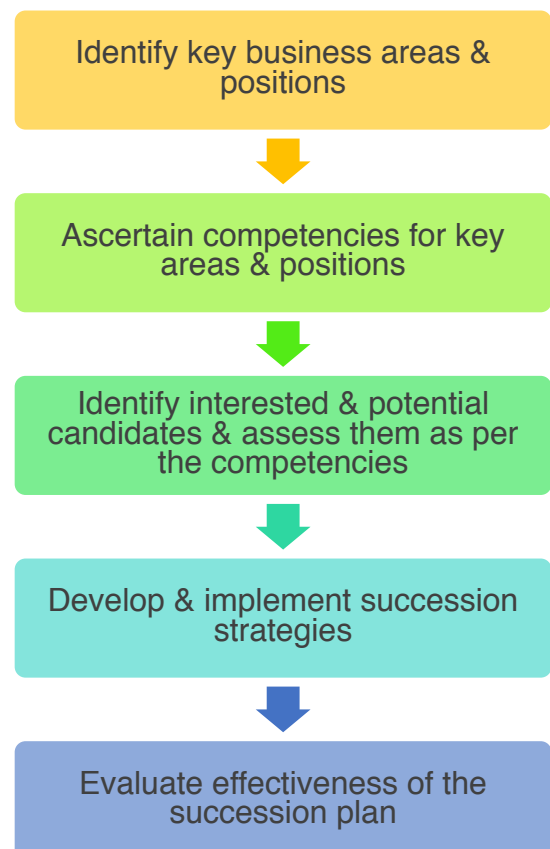 Identify key business areas &
positions
Ascertain competencies for key
areas & positions
Identify interested & potential
candidates & assess them as per
the competencies
Develop & implement succession
strategies
Evaluate effectiveness of the
succession plan